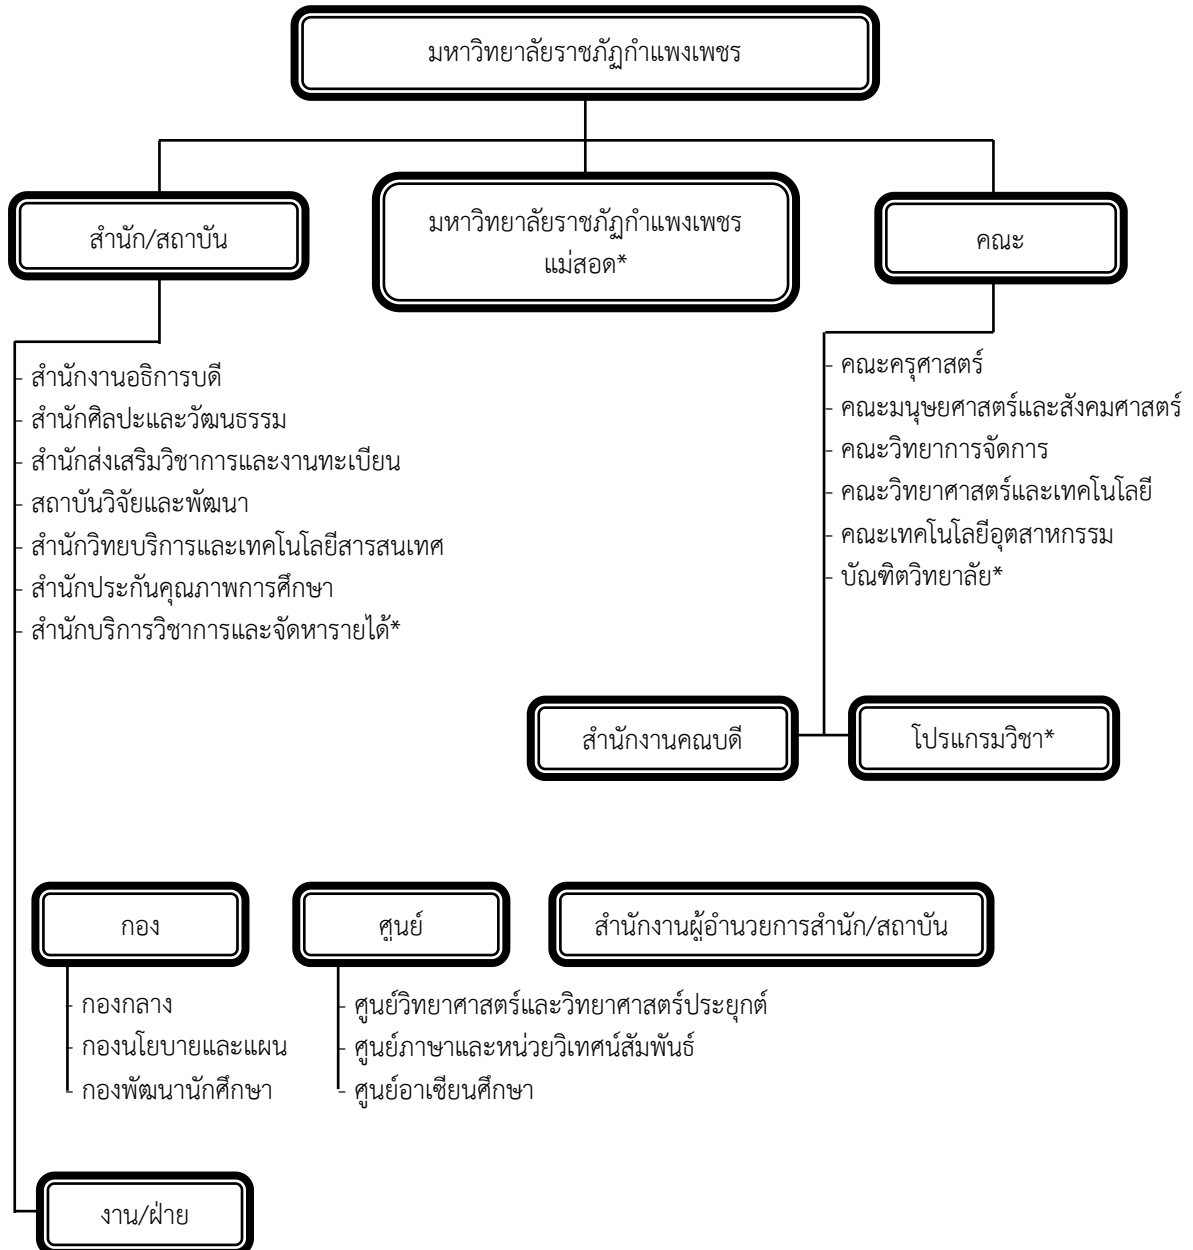 มหาวิทยาลัยราชภัฏกำแพงเพชร
สำนัก/สถาบัน
มหาวิทยาลัยราชภัฏกำแพงเพชร
แม่สอด*
คณะ
- สำนักงานอธิการบดี
- สำนักศิลปะและวัฒนธรรม
- สำนักส่งเสริมวิชาการและงานทะเบียน
- สถาบันวิจัยและพัฒนา
- สำนักวิทยบริการและเทคโนโลยีสารสนเทศ
- สำนักประกันคุณภาพการศึกษา
- สำนักบริการวิชาการและจัดหารายได้*
- คณะครุศาสตร์
- คณะมนุษยศาสตร์และสังคมศาสตร์
- คณะวิทยาการจัดการ
- คณะวิทยาศาสตร์และเทคโนโลยี
- คณะเทคโนโลยีอุตสาหกรรม
- บัณฑิตวิทยาลัย*
สำนักงานคณบดี
โปรแกรมวิชา*
กอง
ศูนย์
สำนักงานผู้อำนวยการสำนัก/สถาบัน
- กองกลาง
- กองนโยบายและแผน
- กองพัฒนานักศึกษา
- ศูนย์วิทยาศาสตร์และวิทยาศาสตร์ประยุกต์
- ศูนย์ภาษาและหน่วยวิเทศน์สัมพันธ์
- ศูนย์อาเซียนศึกษา
งาน/ฝ่าย